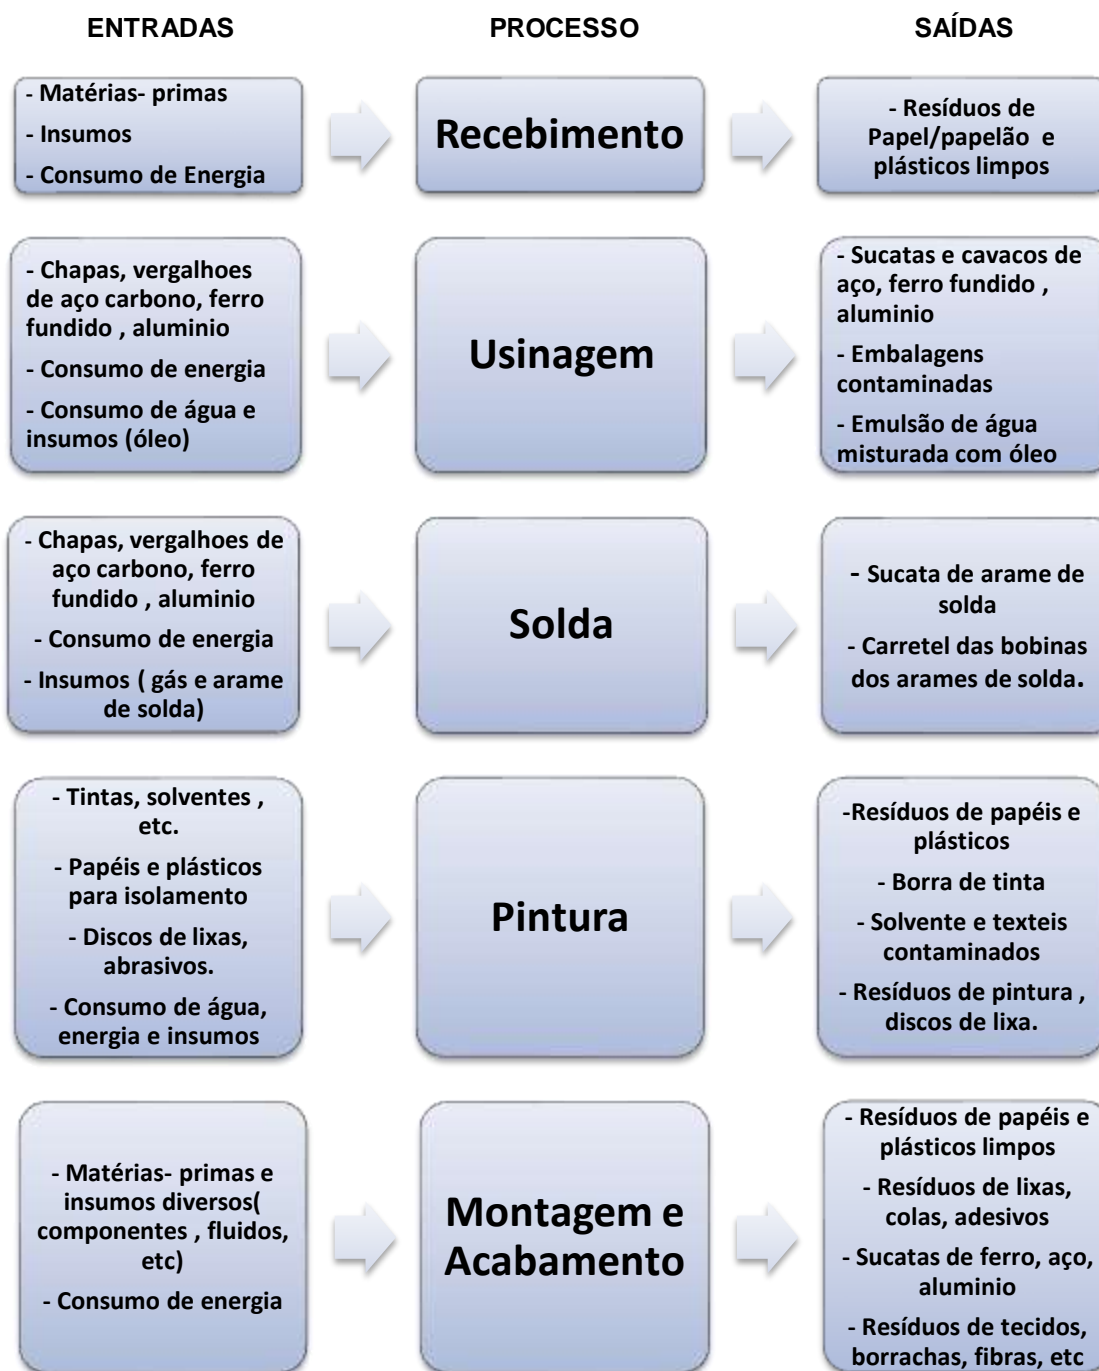 ENTRADAS
PROCESSO
SAÍDAS
- Matérias- primas
- Insumos
- Consumo de Energia
Recebimento
- Resíduos de
Papel/papelão e
plásticos limpos
- Chapas, vergalhoes
de aço carbono, ferro
fundido , aluminio
- Consumo de energia
- Consumo de água e
insumos (óleo)
Usinagem
- Sucatas e cavacos de
aço, ferro fundido ,
aluminio
- Embalagens
contaminadas
- Emulsão de água
misturada com óleo
- Chapas, vergalhoes de
aço carbono, ferro
fundido , aluminio
- Consumo de energia
- Insumos ( gás e arame
de solda)
Solda
- Sucata de arame de
solda
- Carretel das bobinas
dos arames de solda.
- Tintas, solventes ,
etc.
- Papéis e plásticos
para isolamento
- Discos de lixas,
abrasivos.
- Consumo de água,
energia e insumos
Pintura
-Resíduos de papéis e
plásticos
- Borra de tinta
- Solvente e texteis
contaminados
- Resíduos de pintura ,
discos de lixa.
- Matérias- primas e
insumos diversos(
componentes , fluidos,
etc)
- Consumo de energia
Montagem e
Acabamento
- Resíduos de papéis e
plásticos limpos
- Resíduos de lixas,
colas, adesivos
- Sucatas de ferro, aço,
aluminio
- Resíduos de tecidos,
borrachas, fibras, etc